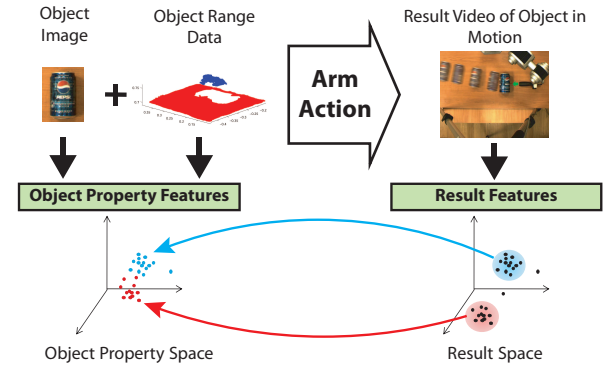 Object
Image
Object Range
Data
Result Video of Object in
Motion
PEPSI
Arm
Action
Object Property Features
Result Features
Object Property Space
Result Space